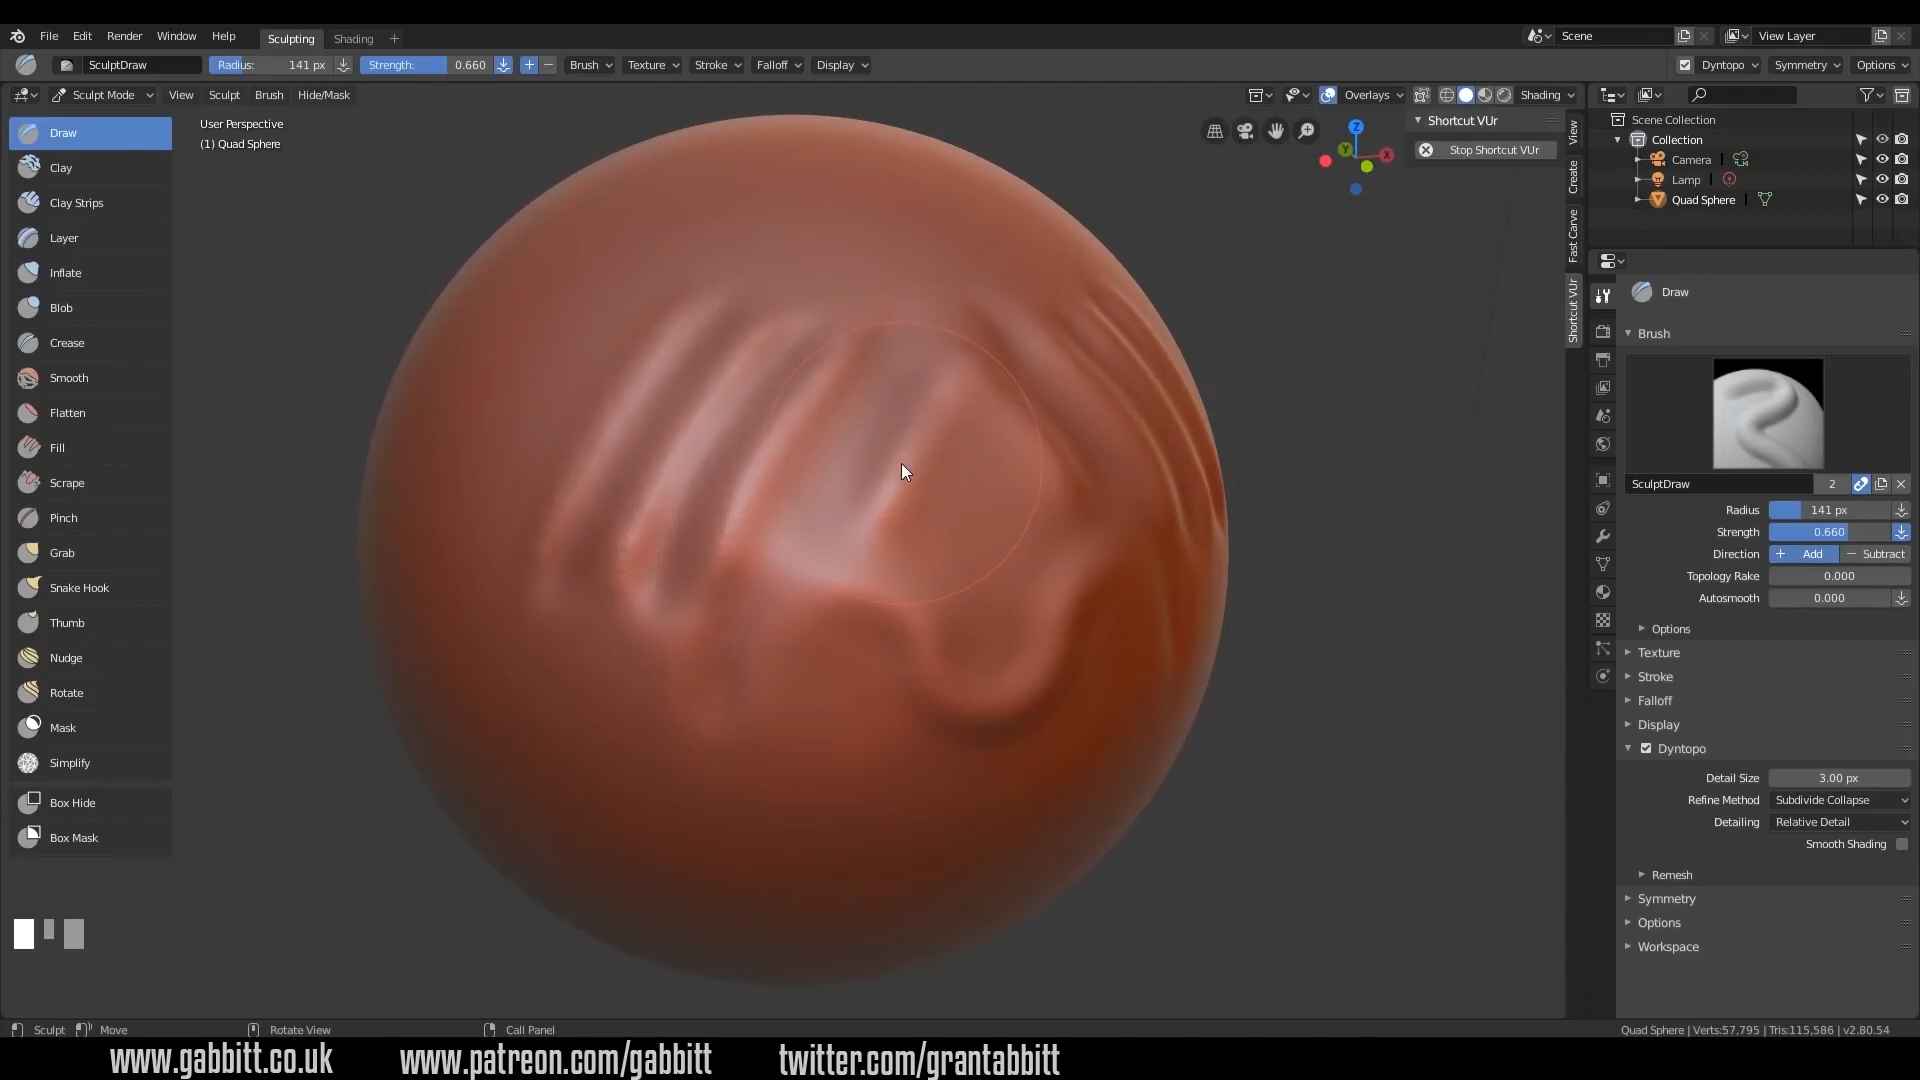 File Edit Render Window Help Sculpting Shading + Scene View Layer
SculptDraw Radius: 141 px Strength: 0.660 + − Brush Texture Stroke Falloff Display Dyntopo Symmetry Options
Sculpt Mode View Sculpt Brush Hide/Mask Overlays Shading
User Perspective
(1) Quad Sphere
Draw
Clay
Clay Strips
Layer
Inflate
Blob
Crease
Smooth
Flatten
Fill
Scrape
Pinch
Grab
Snake Hook
Thumb
Nudge
Rotate
Mask
Simplify
Box Hide
Box Mask
Z
Y
X
Shortcut VUr
Stop Shortcut VUr
View
Create
Fast Carve
Shortcut VUr
Scene Collection
Collection
Camera
Lamp
Quad Sphere
Draw
Brush
SculptDraw 2
Radius 141 px
Strength 0.660
Direction + Add − Subtract
Topology Rake 0.000
Autosmooth 0.000
Options
Texture
Stroke
Falloff
Display
Dyntopo
Detail Size 3.00 px
Refine Method Subdivide Collapse
Detailing Relative Detail
Smooth Shading
Remesh
Symmetry
Options
Workspace
Sculpt Move Rotate View Call Panel Quad Sphere | Verts:57,795 | Tris:115,586 | v2.80.54
www.gabbitt.co.uk www.patreon.com/gabbitt twitter.com/grantabbitt